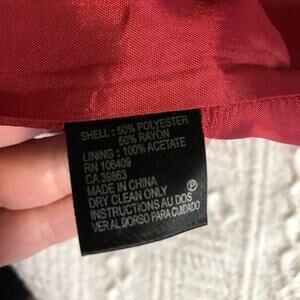 SHELL : 50% POLYESTER
50% RAYON
LINING : 100% ACETATE
RN 106409
CA 39863
MADE IN CHINA
DRY CLEAN ONLY
INSTRUCTIONS AU DOS
VER AL DORSO PARA CUIDADO
P